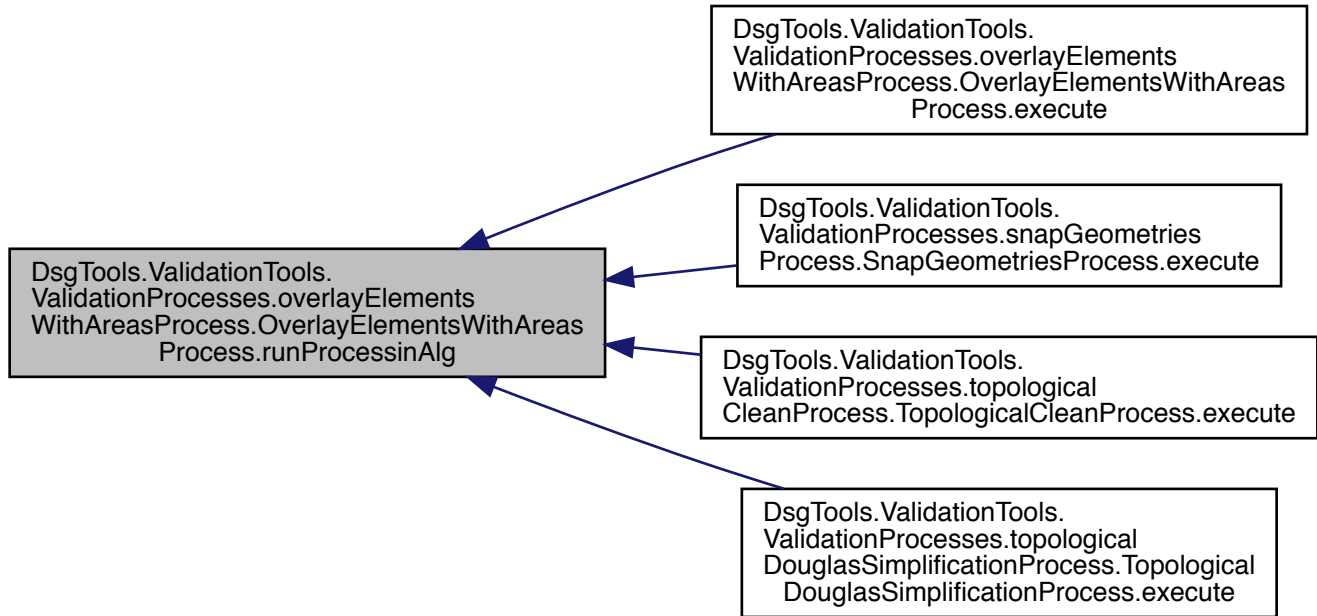 DsgTools.ValidationTools.
ValidationProcesses.overlayElements
WithAreasProcess.OverlayElementsWithAreas
Process.execute
DsgTools.ValidationTools.
ValidationProcesses.snapGeometries
Process.SnapGeometriesProcess.execute
DsgTools.ValidationTools.
ValidationProcesses.overlayElements
WithAreasProcess.OverlayElementsWithAreas
Process.runProcessinAlg
DsgTools.ValidationTools.
ValidationProcesses.topological
CleanProcess.TopologicalCleanProcess.execute
DsgTools.ValidationTools.
ValidationProcesses.topological
DouglasSimplificationProcess.Topological
DouglasSimplificationProcess.execute